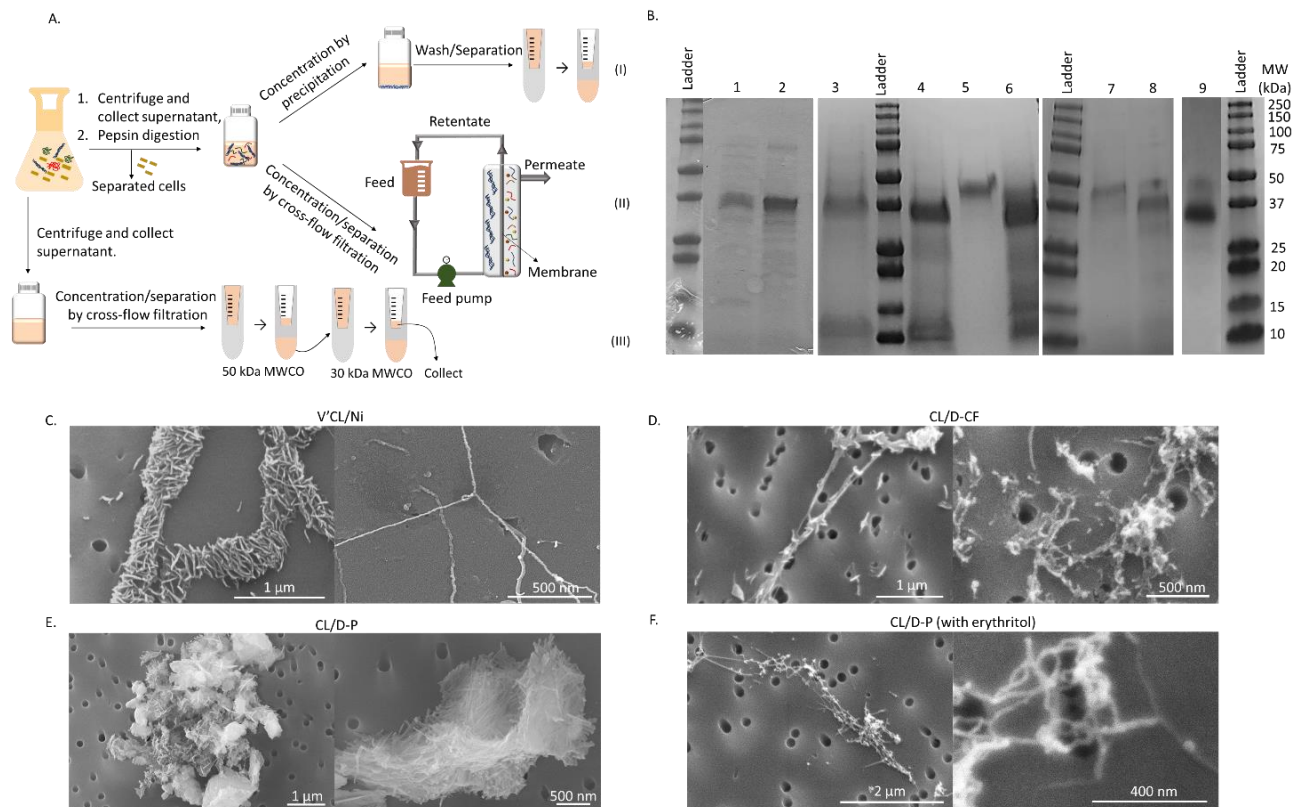 A.
Concentration by
precipitation
Wash/Separation
(I)
1. Centrifuge and
collect supernatant,
2. Pepsin digestion
Separated cells
Concentration/separation
by cross-flow filtration
Retentate
Feed
Permeate
Membrane
Feed pump
(II)
Centrifuge and collect
supernatant.
Concentration/separation
by cross-flow filtration
50 kDa MWCO
30 kDa MWCO
Collect
(III)
B.
Ladder
1
2
3
Ladder
4
5
6
Ladder
7
8
9
Ladder
MW
(kDa)
250
150
100
75
50
37
25
20
15
10
C.
V'CL/Ni
1 µm
500 nm
D.
CL/D-CF
1 µm
500 nm
E.
CL/D-P
1 µm
500 nm
F.
CL/D-P (with erythritol)
*2 µm
400 nm